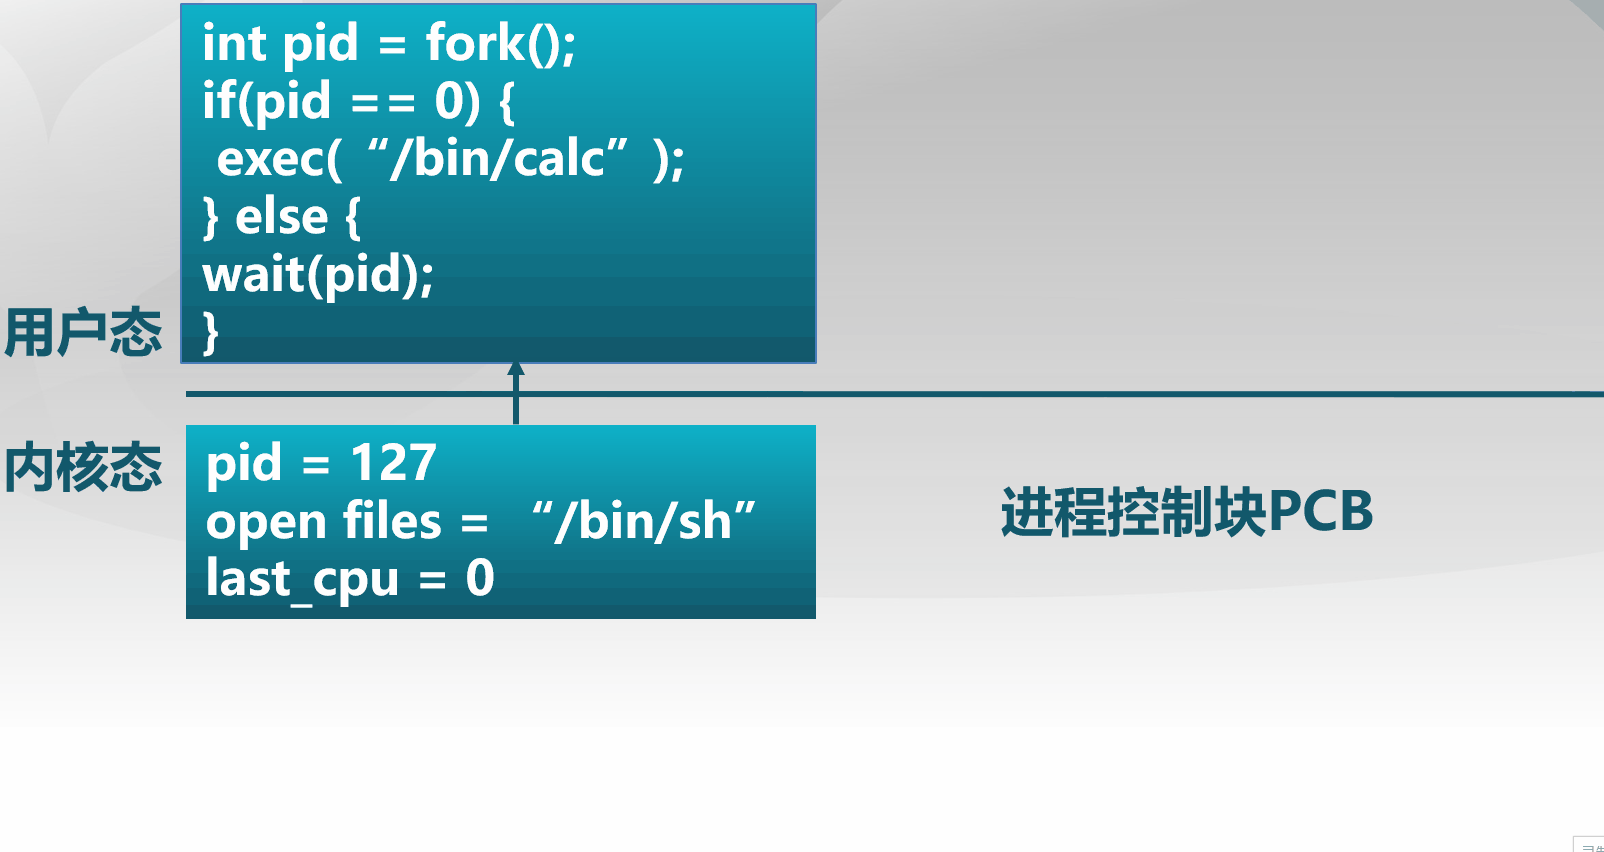 int pid = fork();
if(pid == 0) {
exec( “/bin/calc” );
} else {
wait(pid);
}
用户态
内核态
pid = 127
open files = “/bin/sh”
last_cpu = 0
进程控制块PCB